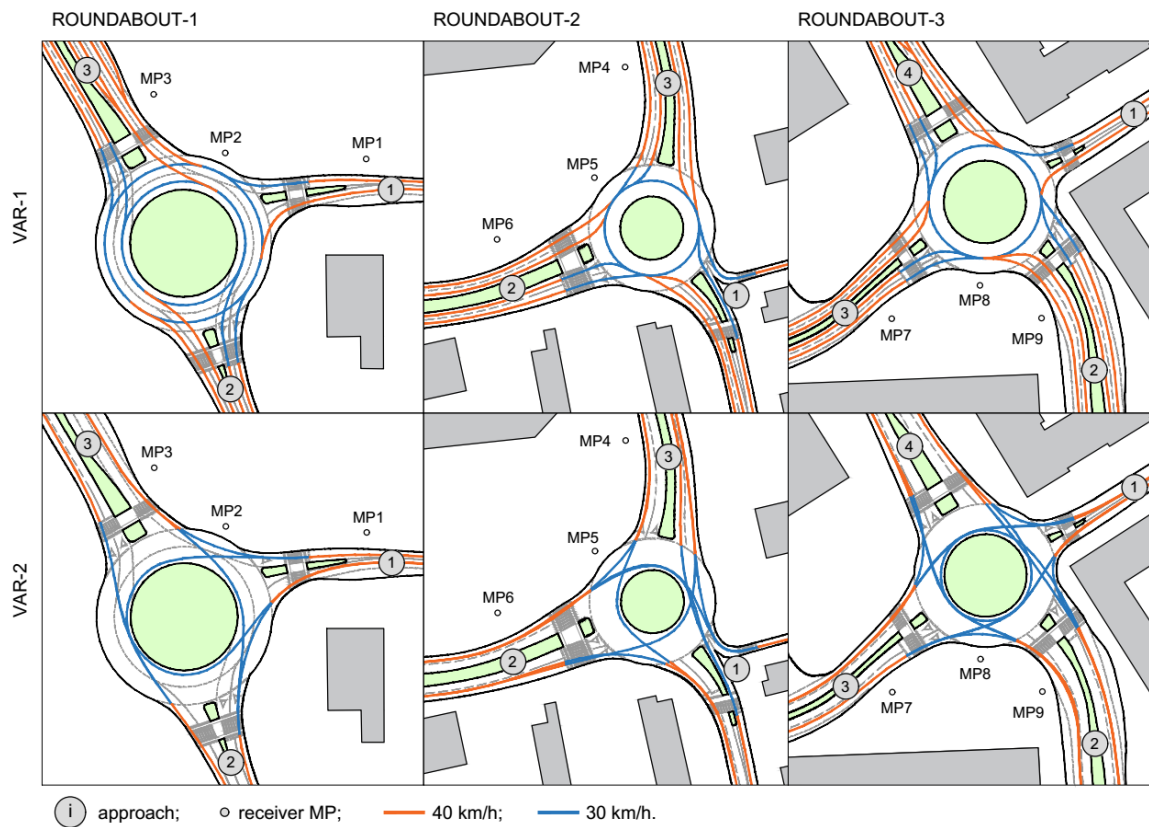 ROUNDABOUT-1 ROUNDABOUT-2 ROUNDABOUT-3
VAR-1
3
MP3
MP2
MP1
1
2
MP4
3
MP5
MP6
2
1
4
1
3
MP7
MP8
MP9
2
VAR-2
3
MP3
MP2
MP1
1
2
MP4
3
MP5
MP6
2
1
4
1
3
MP7
MP8
MP9
2
i approach; receiver MP; 40 km/h; 30 km/h.